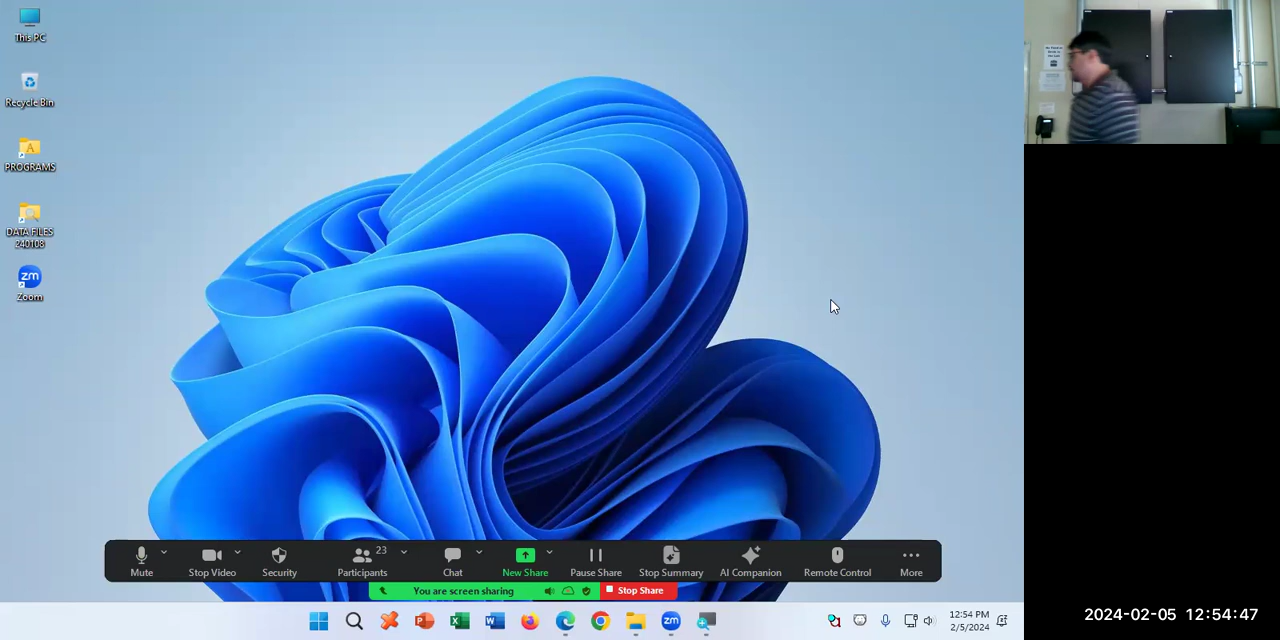 This PC
Recycle Bin
PROGRAMS
DATA FILES
240108
zm
Zoom
23
Mute
Stop Video
Security
Participants
Chat
New Share
Pause Share
Stop Summary
AI Companion
Remote Control
More
You are screen sharing
Stop Share
zm
12:54 PM
2/5/2024
2024-02-05 12:54:47